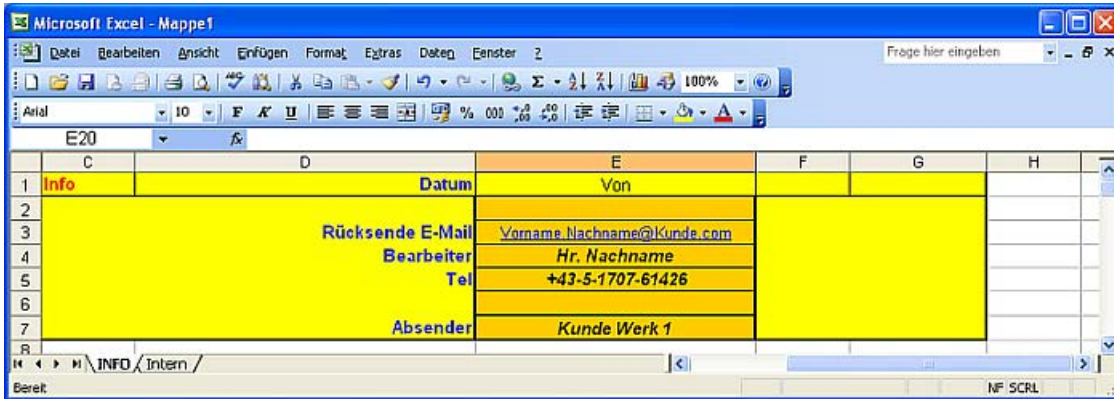 Microsoft Excel - Mappe1
Datei Bearbeiten Ansicht Einfügen Format Extras Daten Fenster ? Frage hier eingeben
100%
Arial 10 F K U % 000
E20 fx
C D E F G H
1 Info Datum Von
2
3 Rücksende E-Mail Vorname.Nachname@Kunde.com
4 Bearbeiter Hr. Nachname
5 Tel +43-5-1707-61426
6
7 Absender Kunde Werk 1
8
INFO / Intern /
Bereit NF SCRL